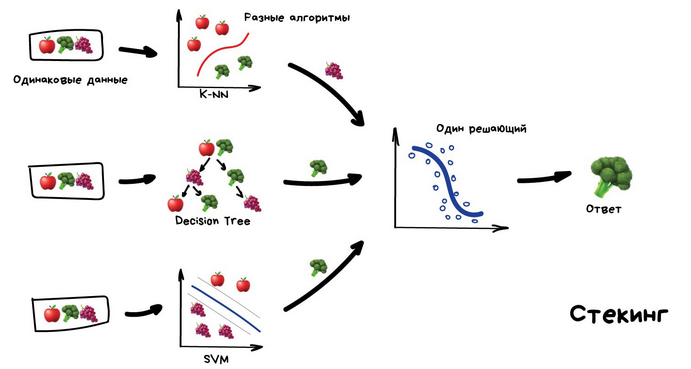 Разные алгоритмы
Одинаковые данные
K-NN
Один решающий
Decision Tree
Ответ
Стекинг
SVM